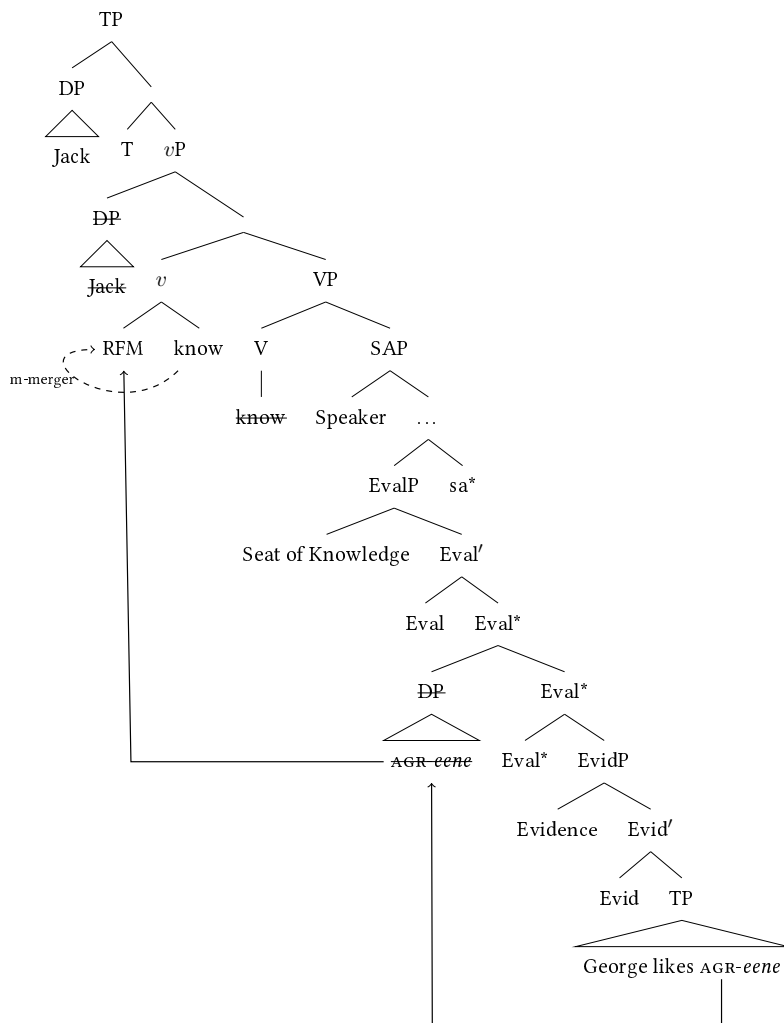 TP
DP
Jack T vP
DP
Jack v VP
RFM know V SAP
m-merger
know Speaker …
EvalP sa*
Seat of Knowledge Eval′
Eval Eval*
DP Eval*
AGR-eene Eval* EvidP
Evidence Evid′
Evid TP
George likes AGR-eene